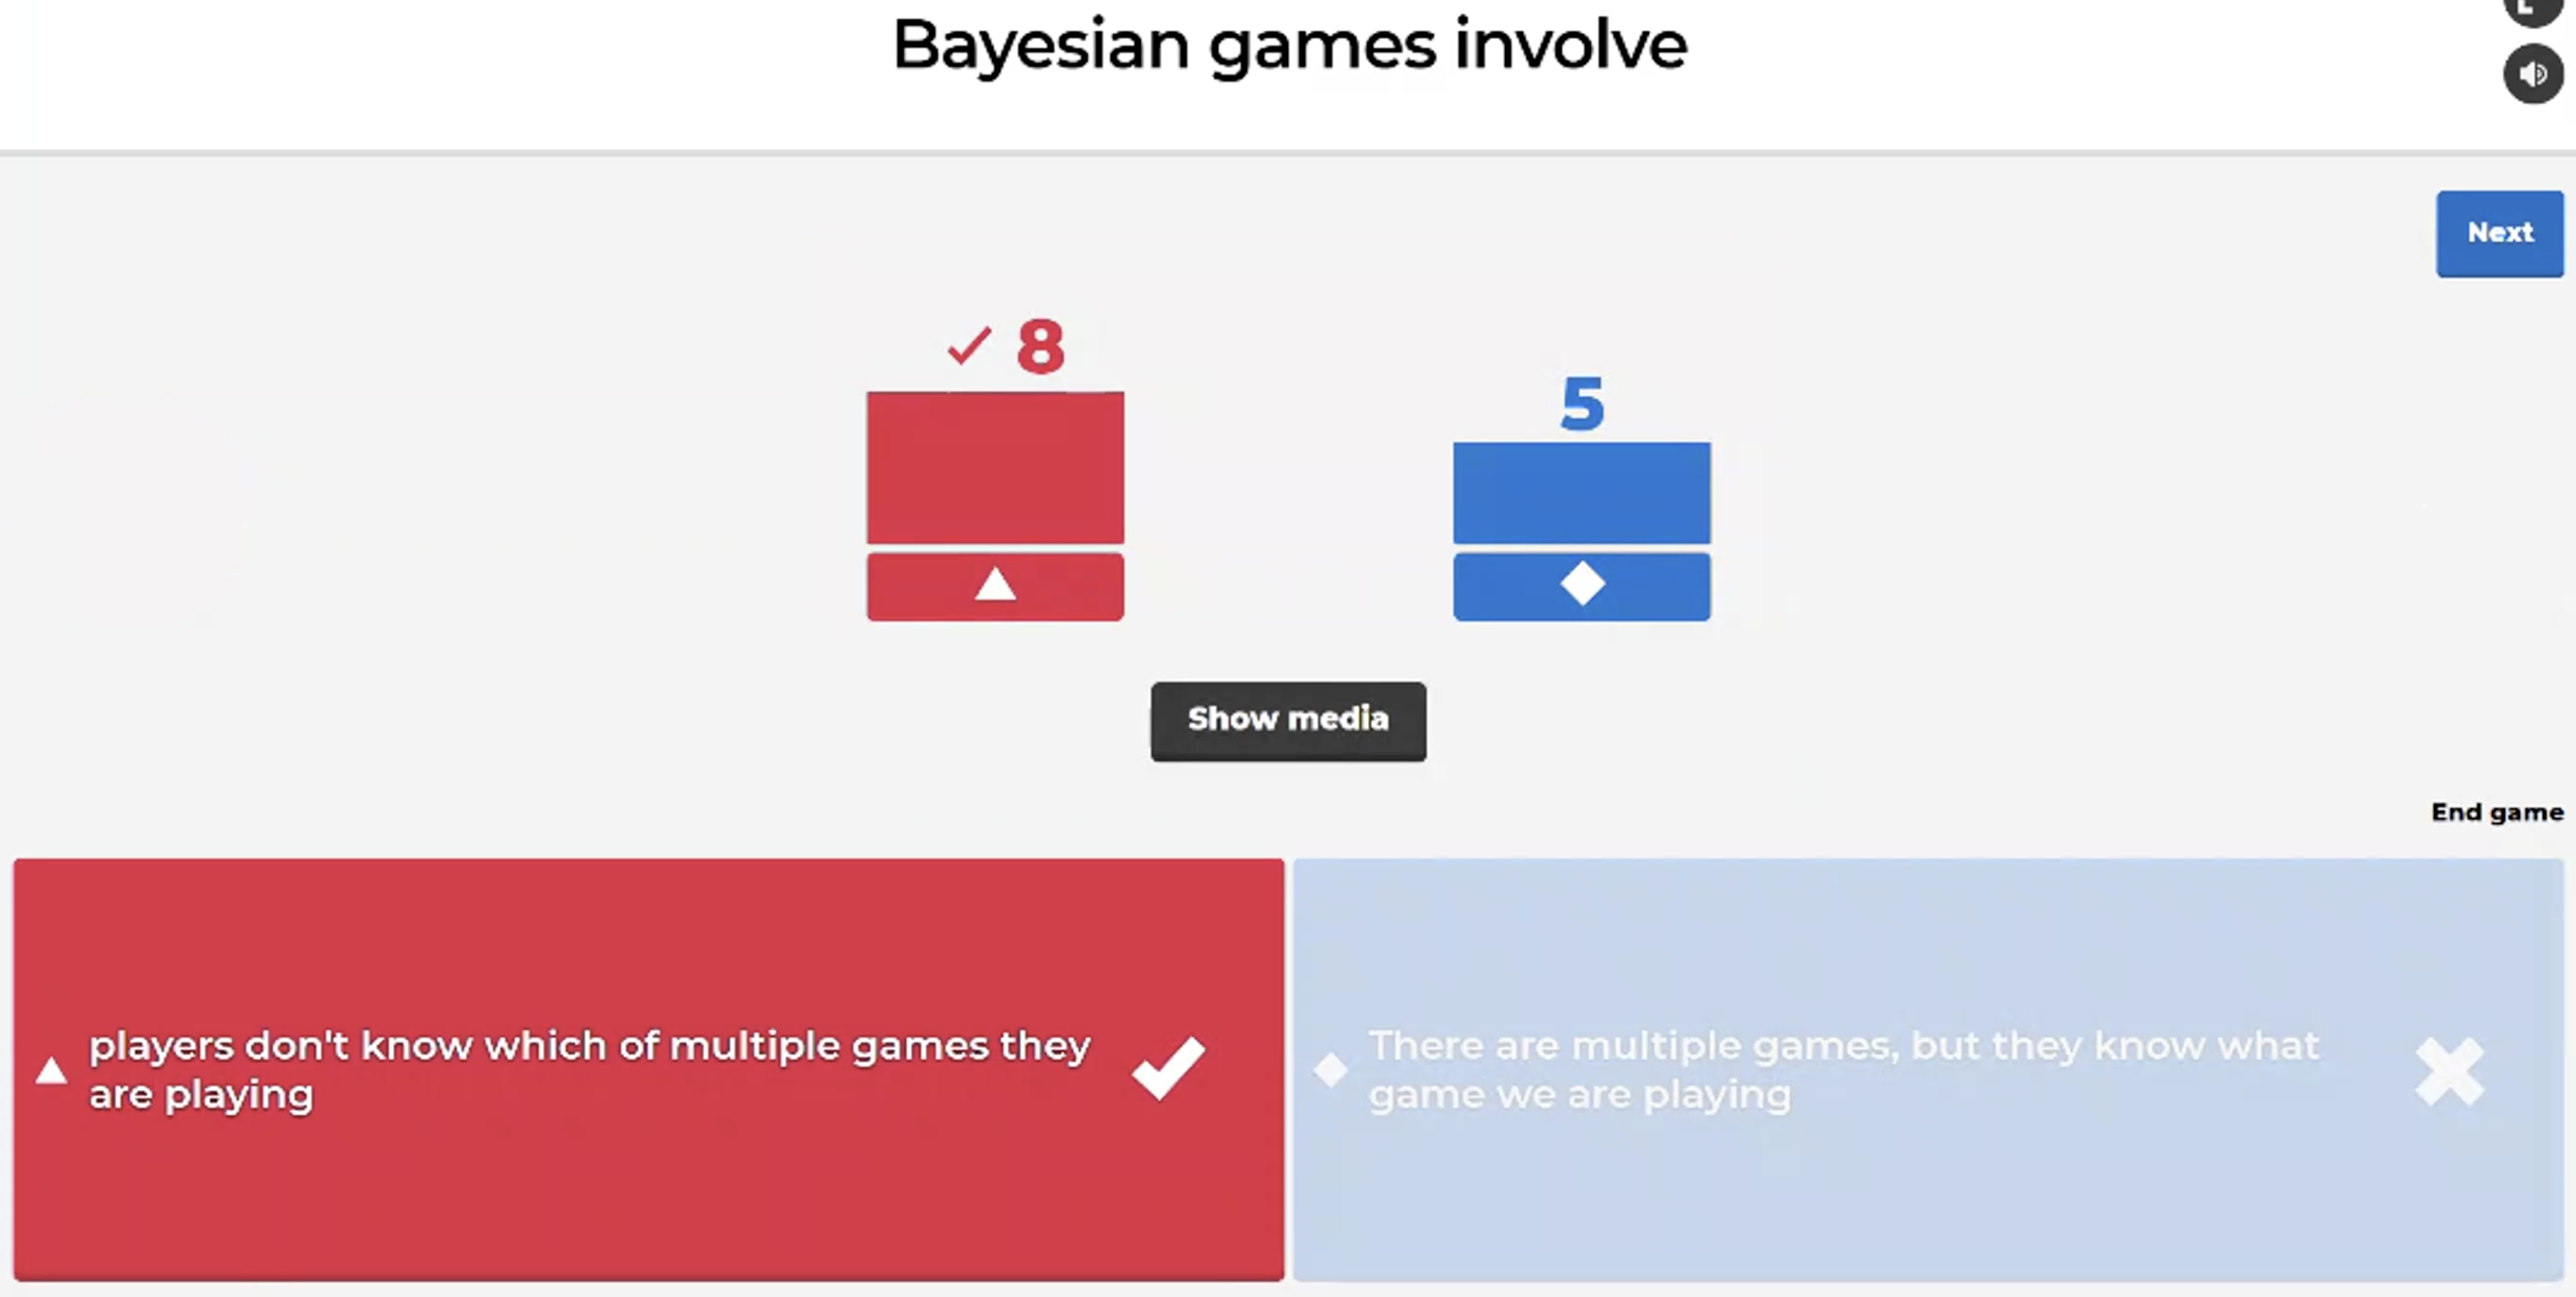 Bayesian games involve
Next
8
5
Show media
End game
players don't know which of multiple games they
are playing
There are multiple games, but they know what
game we are playing